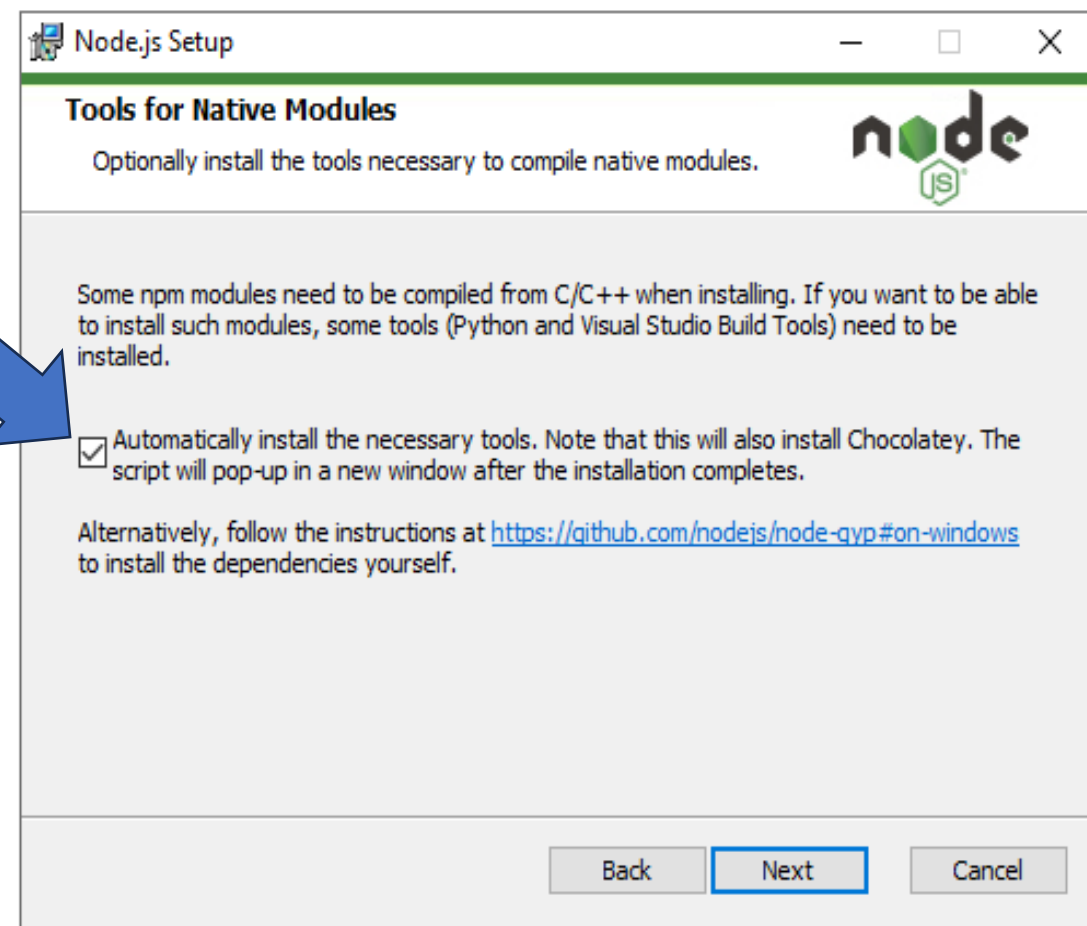 Node.js Setup
Tools for Native Modules
Optionally install the tools necessary to compile native modules.
node
JS
Some npm modules need to be compiled from C/C++ when installing. If you want to be able
to install such modules, some tools (Python and Visual Studio Build Tools) need to be
installed.
Automatically install the necessary tools. Note that this will also install Chocolatey. The
script will pop-up in a new window after the installation completes.
Alternatively, follow the instructions at https://github.com/nodejs/node-gyp#on-windows
to install the dependencies yourself.
Back Next Cancel